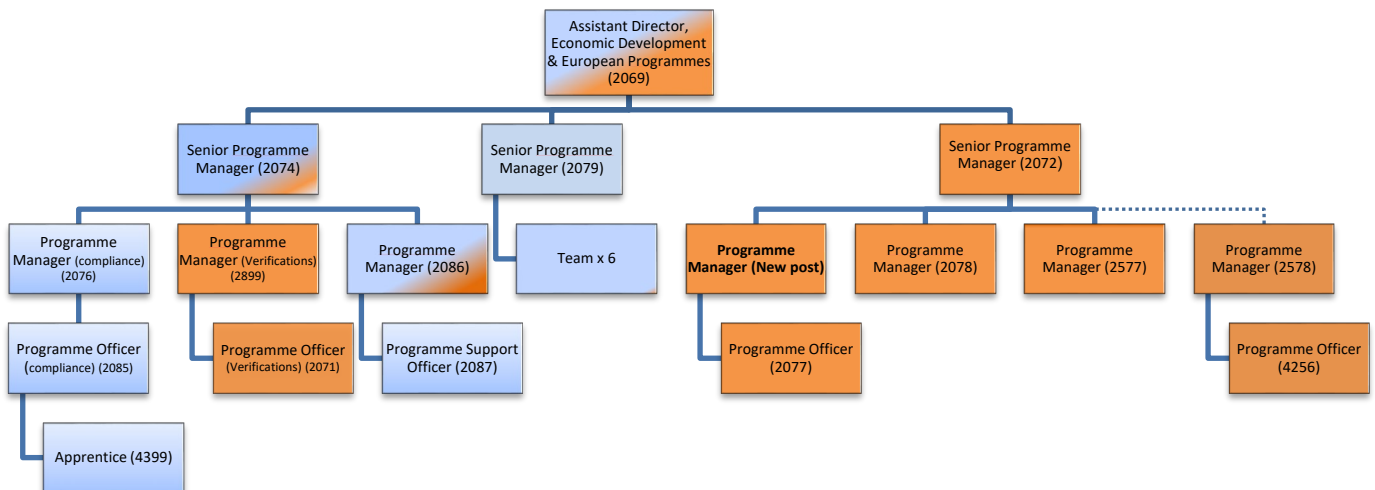 Assistant Director,
Economic Development
& European Programmes
(2069)
Senior Programme
Manager (2074)
Senior Programme
Manager (2079)
Senior Programme
Manager (2072)
Programme
Manager (compliance)
(2076)
Programme
Manager (Verifications)
(2899)
Programme
Manager (2086)
Team x 6
Programme
Manager (New post)
Programme
Manager (2078)
Programme
Manager (2577)
Programme
Manager (2578)
Programme Officer
(compliance) (2085)
Programme Officer
(Verifications) (2071)
Programme Support
Officer (2087)
Programme Officer
(2077)
Programme Officer
(4256)
Apprentice (4399)